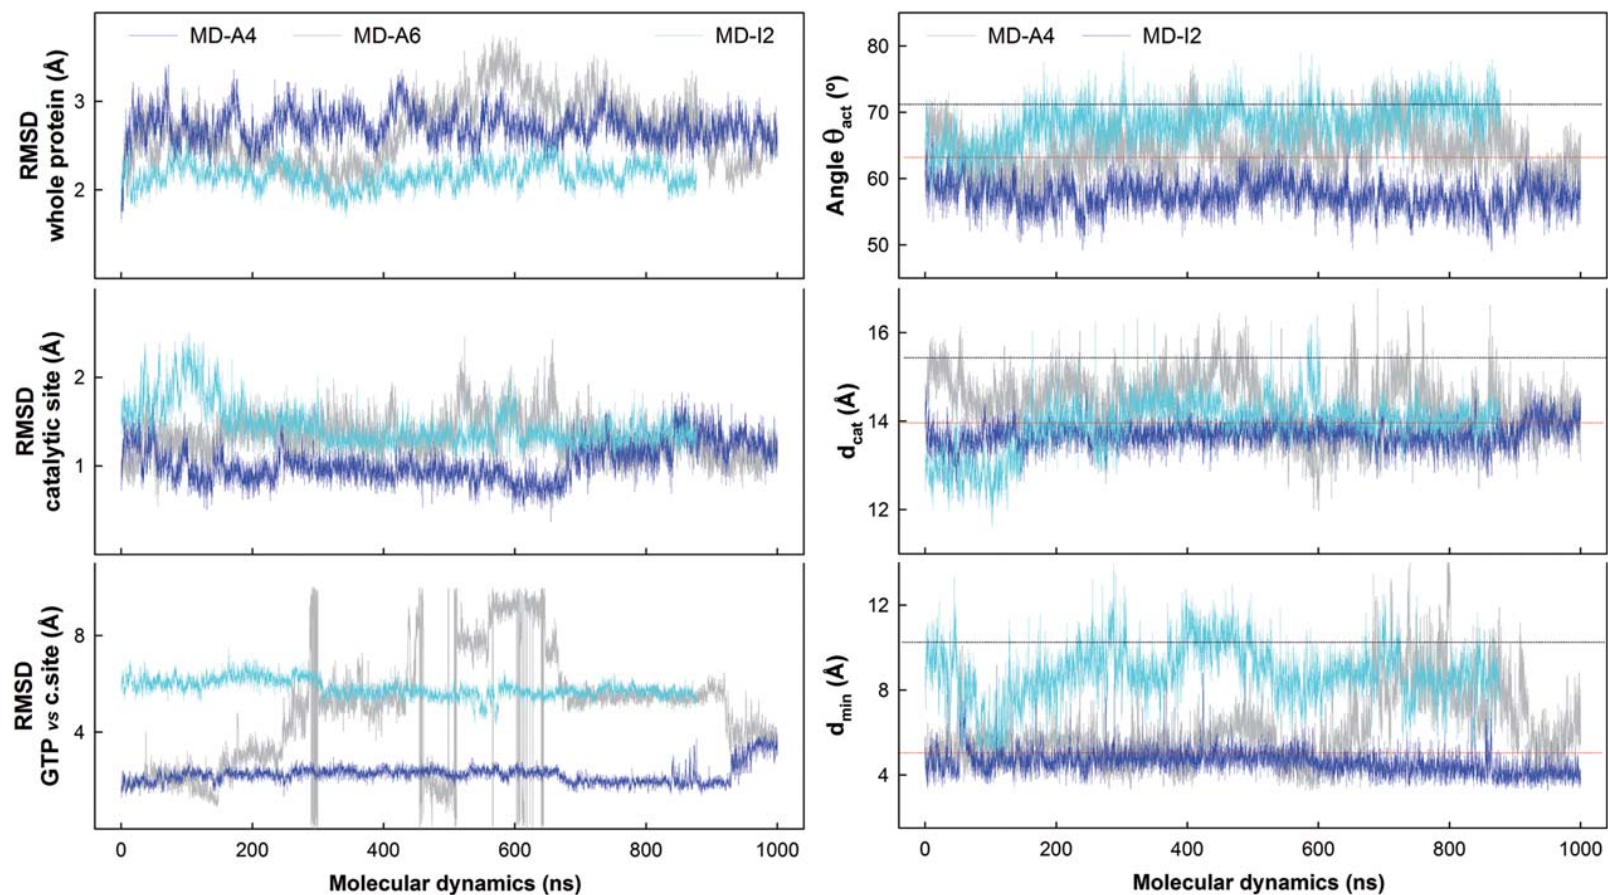 MD-A4 MD-A6 MD-I2
RMSD
whole protein (Å)
3
2
RMSD
catalytic site (Å)
2
1
RMSD
GTP vs c.site (Å)
8
4
0 200 400 600 800 1000
Molecular dynamics (ns)
MD-A4 MD-I2
Angle θact (º)
80
70
60
50
dcat (Å)
16
14
12
dmin (Å)
12
8
4
0 200 400 600 800 1000
Molecular dynamics (ns)